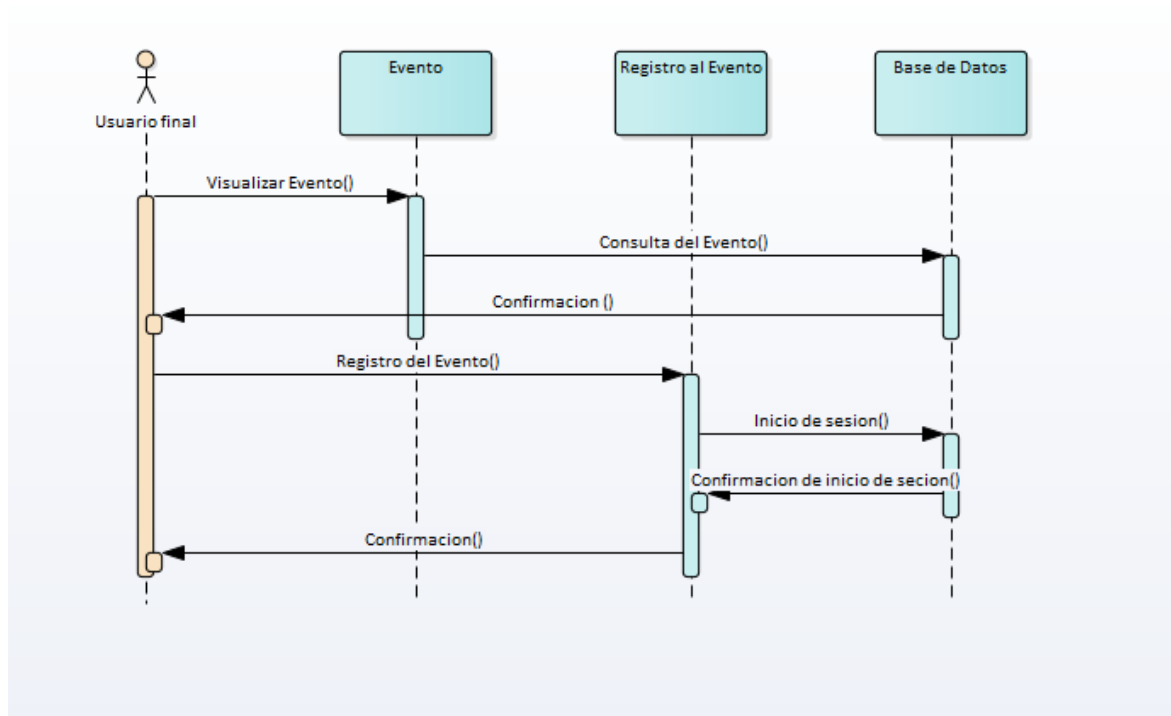 Evento
Registro al Evento
Base de Datos
Usuario final
Visualizar Evento()
Consulta del Evento()
Confirmacion ()
Registro del Evento()
Inicio de sesion()
Confirmacion de inicio de secion()
Confirmacion()